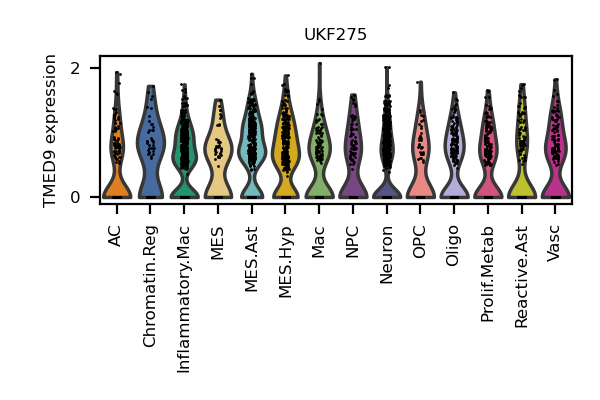 UKF275
TMED9 expression
2
0
AC
Chromatin.Reg
Inflammatory.Mac
MES
MES.Ast
MES.Hyp
Mac
NPC
Neuron
OPC
Oligo
Prolif.Metab
Reactive.Ast
Vasc